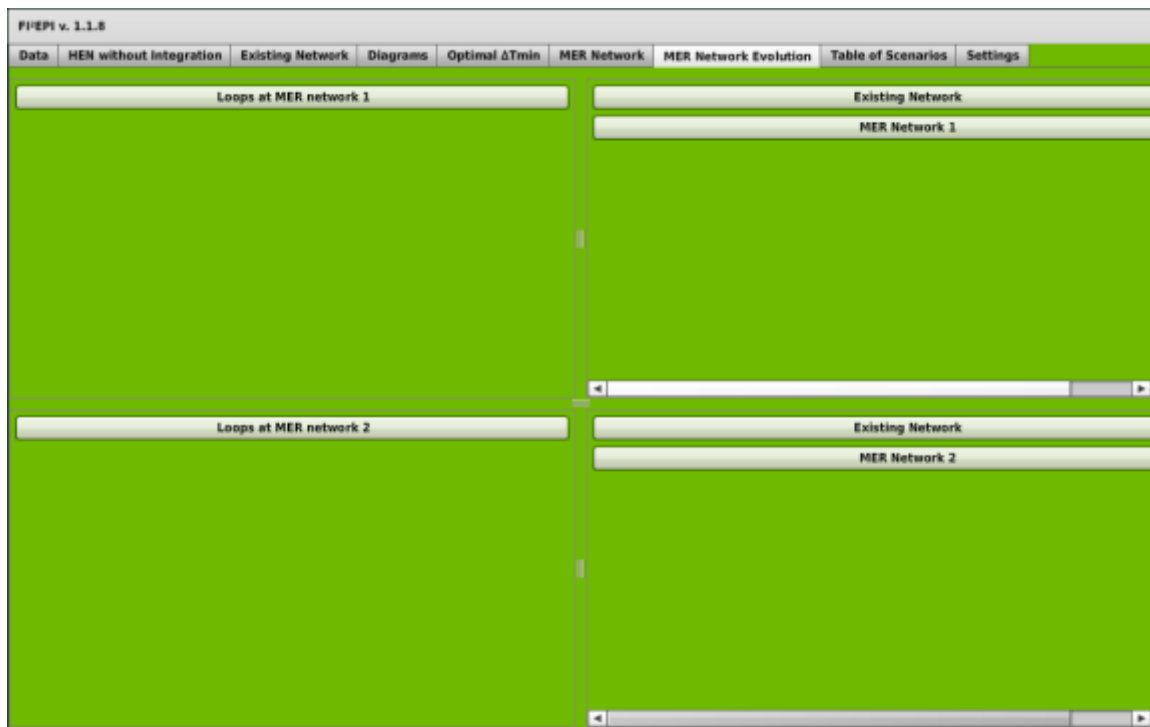 FI²EPI v. 1.1.8
Data HEN without Integration Existing Network Diagrams Optimal ΔTmin MER Network MER Network Evolution Table of Scenarios Settings
Loops at MER network 1
Existing Network
MER Network 1
Loops at MER network 2
Existing Network
MER Network 2